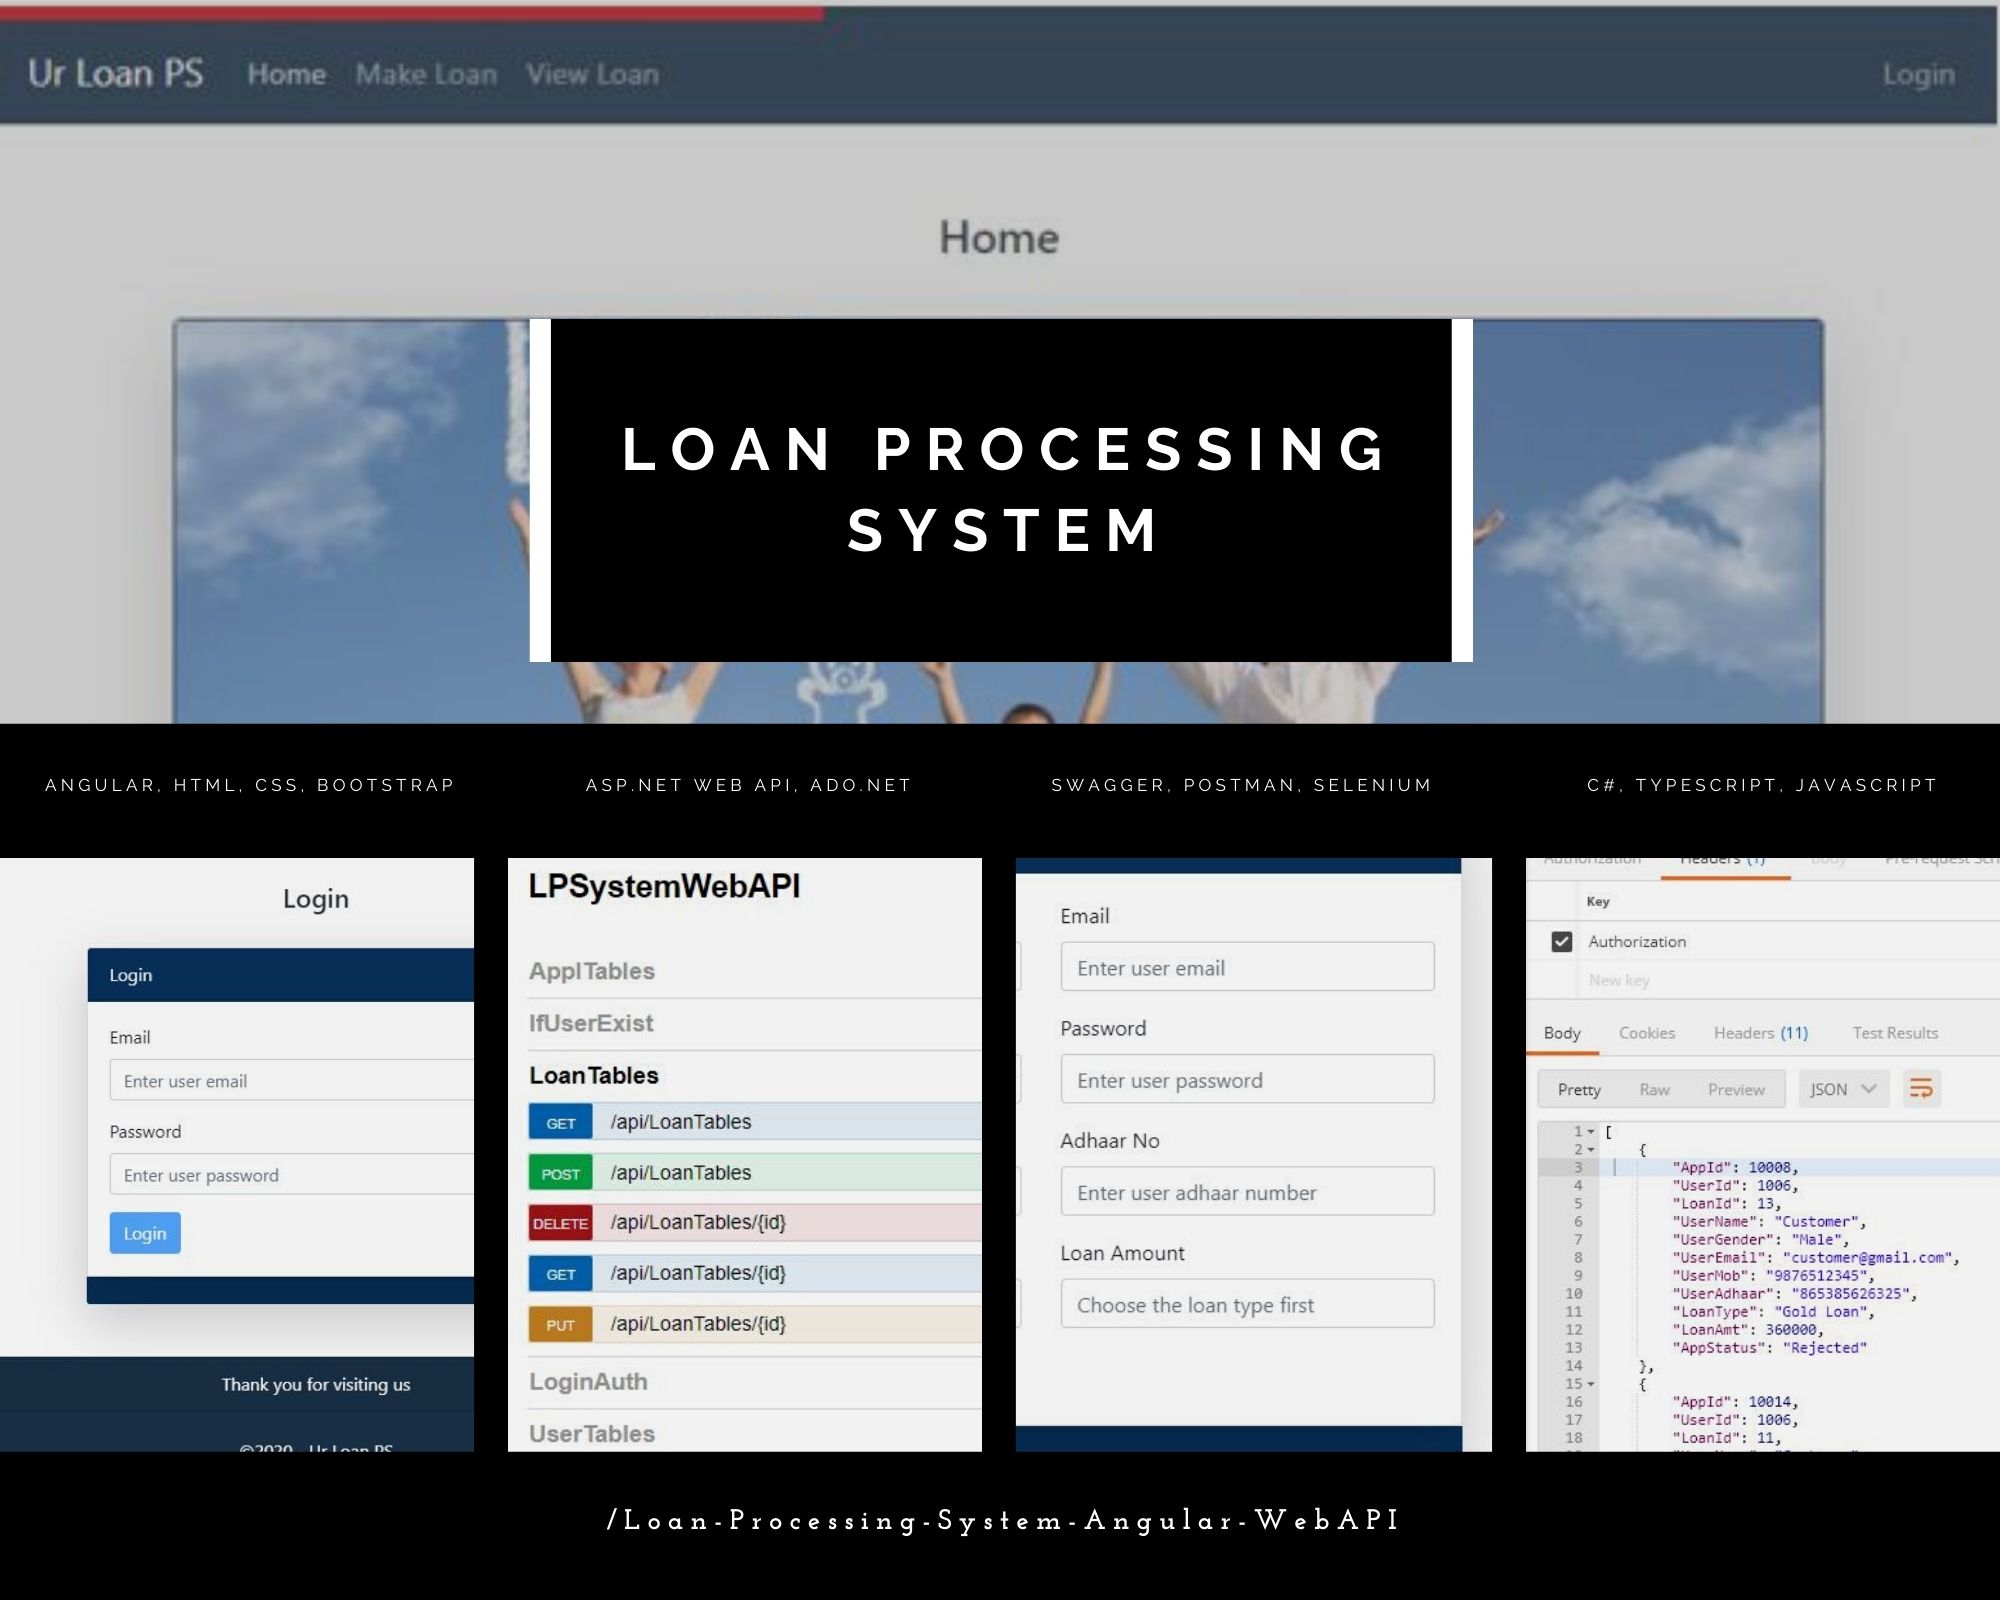 Ur Loan PS Home Make Loan View Loan Login
Home
LOAN PROCESSING
SYSTEM
ANGULAR, HTML, CSS, BOOTSTRAP
ASP.NET WEB API, ADO.NET
SWAGGER, POSTMAN, SELENIUM
C#, TYPESCRIPT, JAVASCRIPT
Login
Login
Email
Enter user email
Password
Enter user password
Login
Thank you for visiting us
©2020 - Ur Loan PS
LPSystemWebAPI
ApplTables
IfUserExist
LoanTables
GET /api/LoanTables
POST /api/LoanTables
DELETE /api/LoanTables/{id}
GET /api/LoanTables/{id}
PUT /api/LoanTables/{id}
LoginAuth
UserTables
Email
Enter user email
Password
Enter user password
Adhaar No
Enter user adhaar number
Loan Amount
Choose the loan type first
Authorization Headers (1) Body Pre-request
Key
Authorization
New key
Body Cookies Headers (11) Test Results
Pretty Raw Preview JSON
1 [
2 {
3 "AppId": 10008,
4 "UserId": 1006,
5 "LoanId": 13,
6 "UserName": "Customer",
7 "UserGender": "Male",
8 "UserEmail": "customer@gmail.com",
9 "UserMob": "9876512345",
10 "UserAdhaar": "865385626325",
11 "LoanType": "Gold Loan",
12 "LoanAmt": 360000,
13 "AppStatus": "Rejected"
14 },
15 {
16 "AppId": 10014,
17 "UserId": 1006,
18 "LoanId": 11,
/Loan-Processing-System-Angular-WebAPI